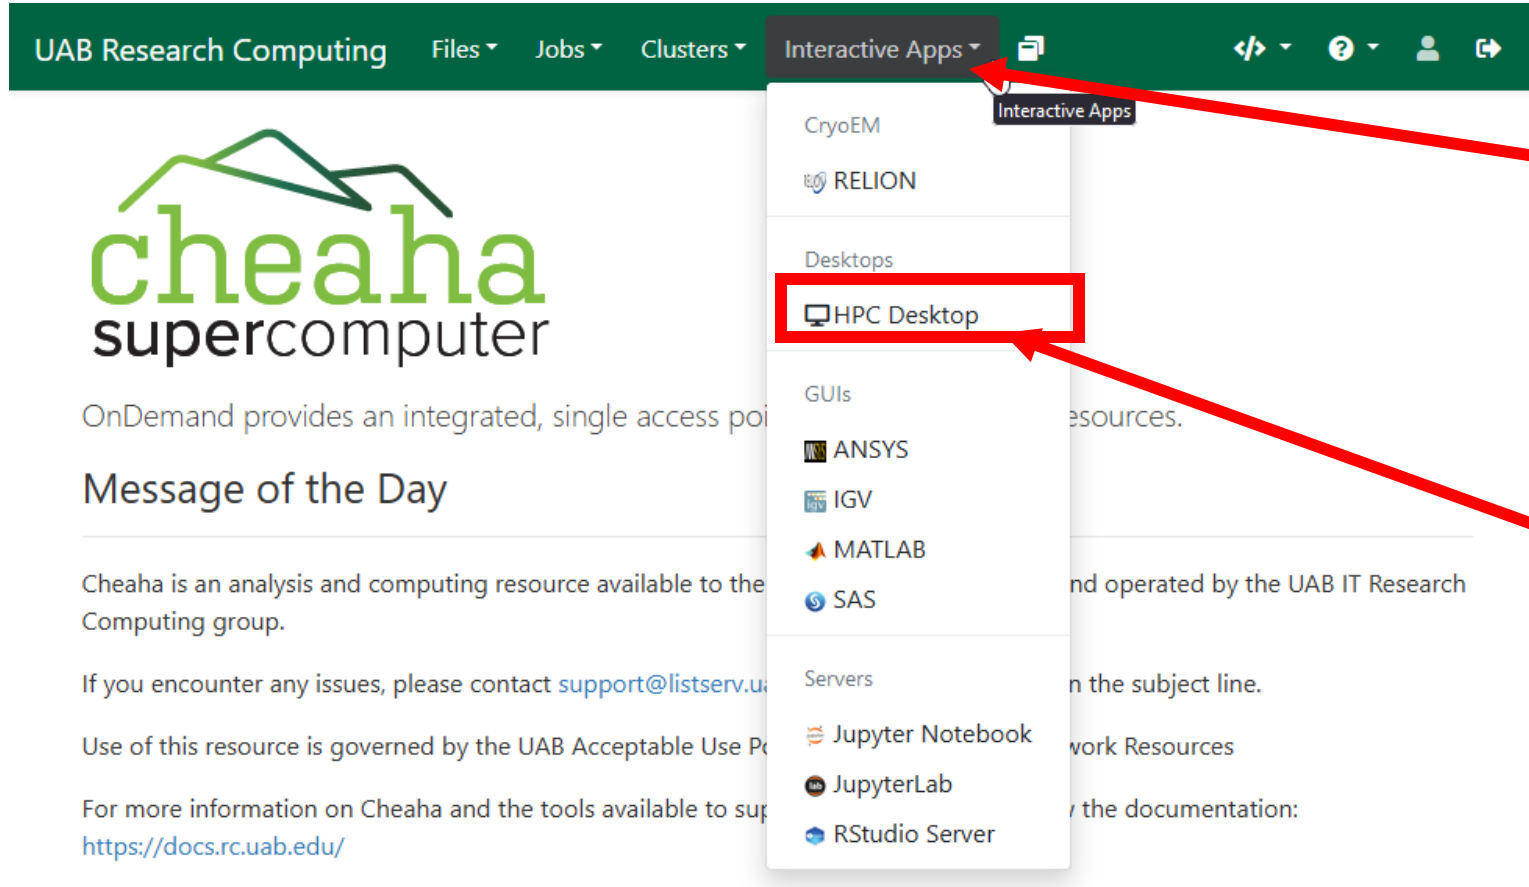 UAB Research Computing Files Jobs Clusters Interactive Apps
Interactive Apps
CryoEM
RELION
Desktops
HPC Desktop
GUIs
ANSYS
IGV
MATLAB
SAS
Servers
Jupyter Notebook
JupyterLab
RStudio Server
cheaha
supercomputer
OnDemand provides an integrated, single access esources.
Message of the Day
Cheaha is an analysis and computing resource available to the nd operated by the UAB IT Research
Computing group.
If you encounter any issues, please contact support@listserv.u n the subject line.
Use of this resource is governed by the UAB Acceptable Use work Resources
For more information on Cheaha and the tools available to the documentation:
https://docs.rc.uab.edu/